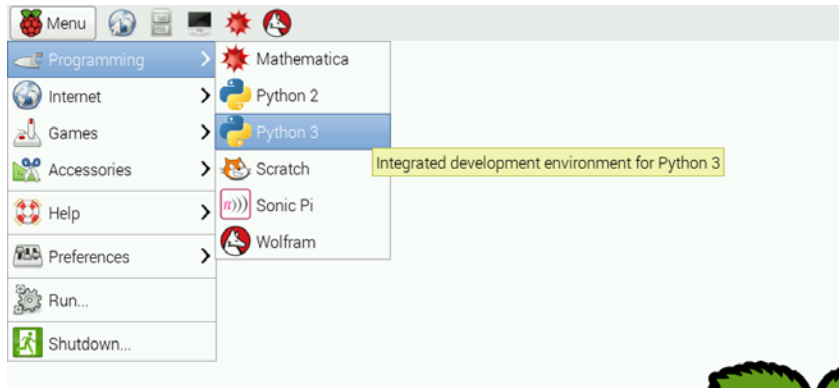 Menu
Programming
Internet
Games
Accessories
Help
Preferences
Run...
Shutdown...
Mathematica
Python 2
Python 3
Scratch
Sonic Pi
Wolfram
Integrated development environment for Python 3